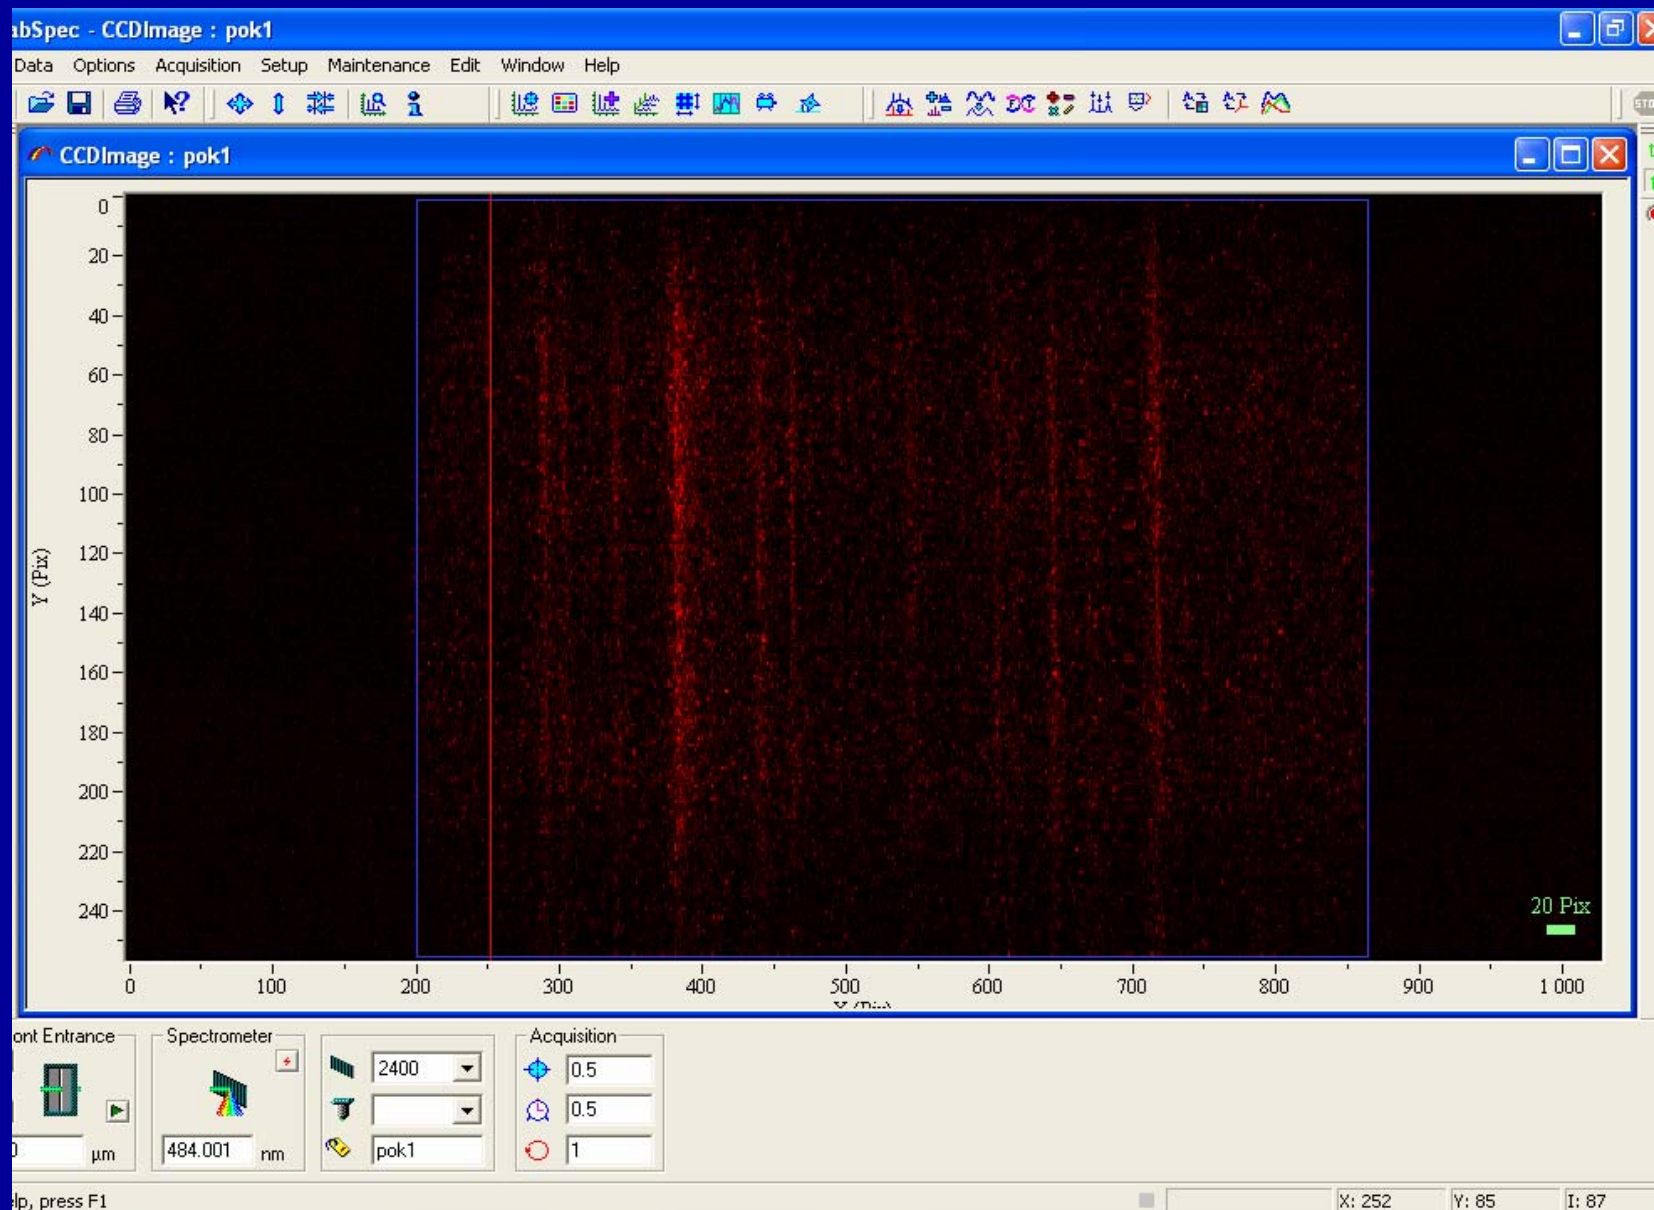 abSpec - CCDImage : pok1
Data Options Acquisition Setup Maintenance Edit Window Help
STO
CCDImage : pok1
0
20
40
60
80
100
120
140
160
180
200
220
240
Y (Pix)
20 Pix
0 100 200 300 400 500 600 700 800 900 1 000
ont Entrance Spectrometer Acquisition
2400 0.5
0.5
µm 484.001 nm pok1 1
elp, press F1 X: 252 Y: 85 I: 87